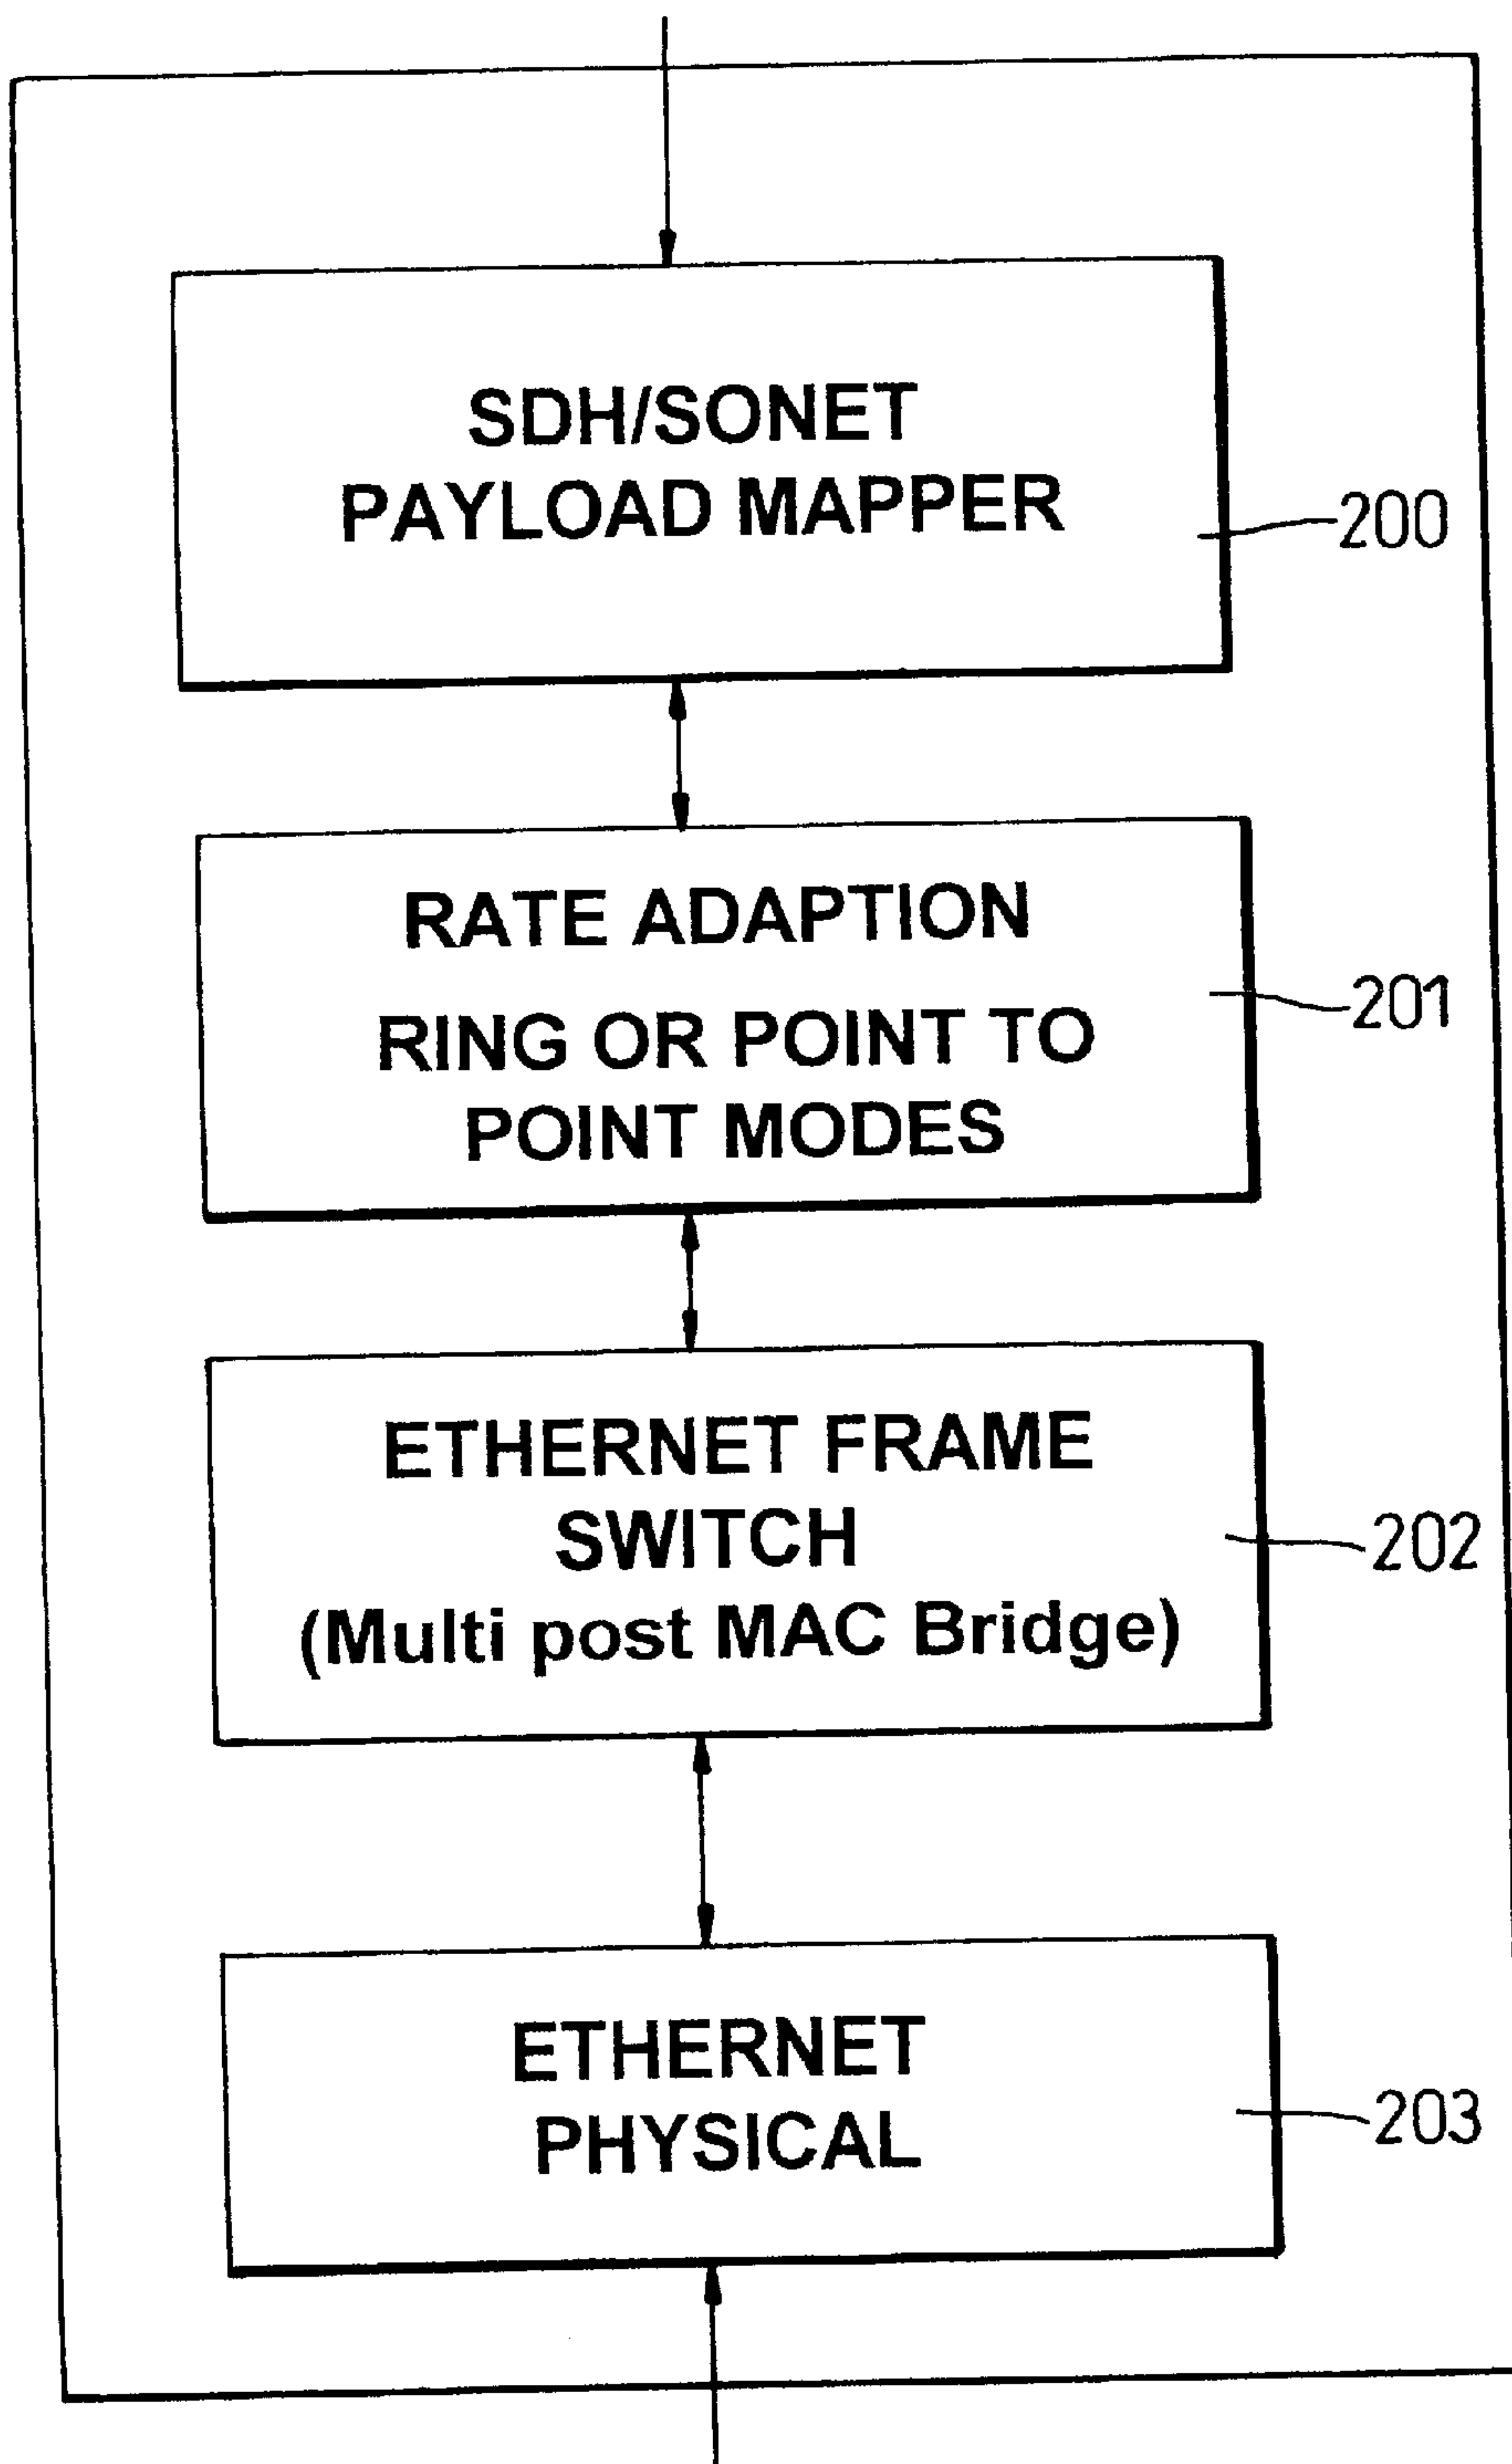 SDH/SONET
PAYLOAD MAPPER
200
RATE ADAPTION
RING OR POINT TO
POINT MODES
201
ETHERNET FRAME
SWITCH
(Multi post MAC Bridge)
202
ETHERNET
PHYSICAL
203